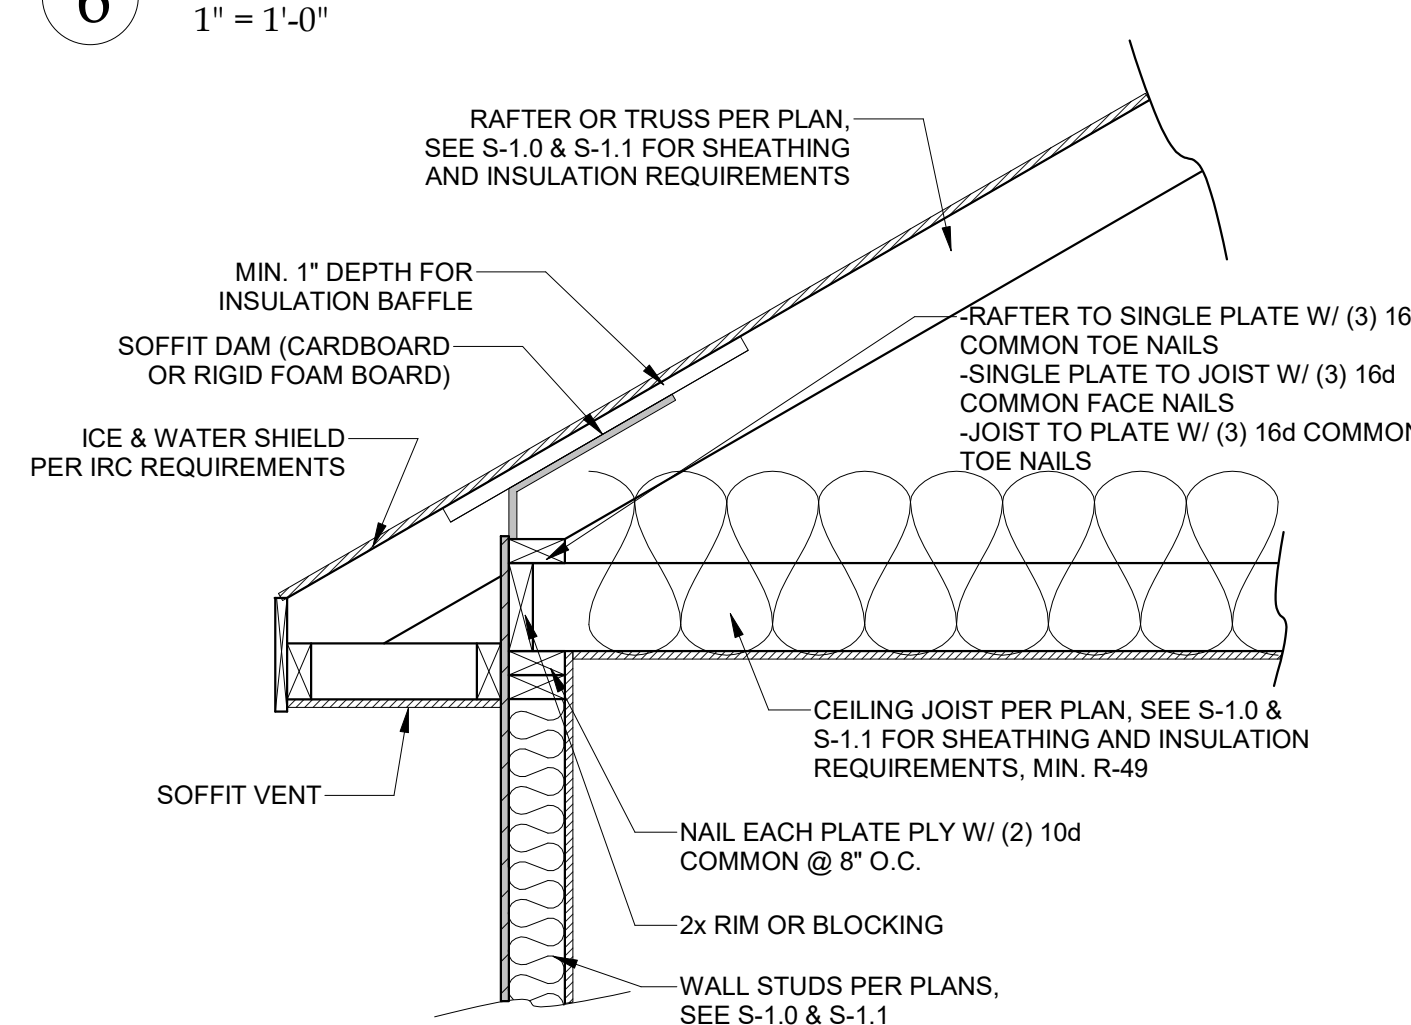 6
1" = 1'-0"
RAFTER OR TRUSS PER PLAN,
SEE S-1.0 & S-1.1 FOR SHEATHING
AND INSULATION REQUIREMENTS
MIN. 1" DEPTH FOR
INSULATION BAFFLE
SOFFIT DAM (CARDBOARD
OR RIGID FOAM BOARD)
ICE & WATER SHIELD
PER IRC REQUIREMENTS
-RAFTER TO SINGLE PLATE W/ (3) 16
COMMON TOE NAILS
-SINGLE PLATE TO JOIST W/ (3) 16d
COMMON FACE NAILS
-JOIST TO PLATE W/ (3) 16d COMMON
TOE NAILS
CEILING JOIST PER PLAN, SEE S-1.0 &
S-1.1 FOR SHEATHING AND INSULATION
REQUIREMENTS, MIN. R-49
SOFFIT VENT
NAIL EACH PLATE PLY W/ (2) 10d
COMMON @ 8" O.C.
2x RIM OR BLOCKING
WALL STUDS PER PLANS,
SEE S-1.0 & S-1.1